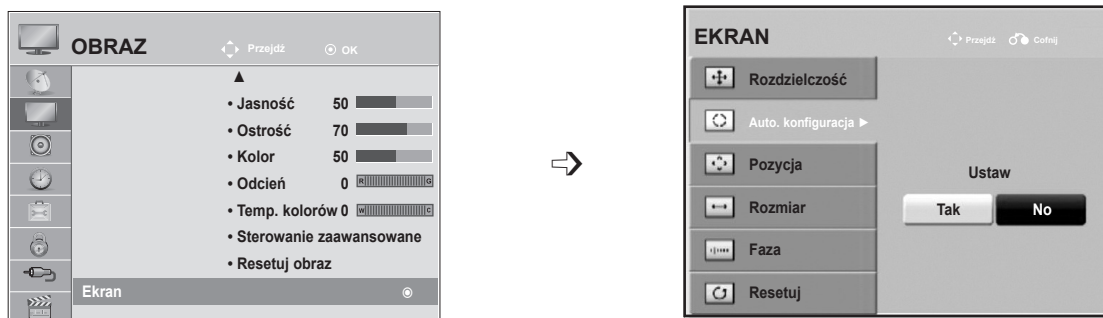 OBRAZ Przejdź OK
▲
• Jasność 50
• Ostrość 70
• Kolor 50
• Odcień 0 R G
• Temp. kolorów 0 W C
• Sterowanie zaawansowane
• Resetuj obraz
Ekran
EKRAN Przejdź Cofnij
Rozdzielczość
Auto. konfiguracja ►
Pozycja
Rozmiar
Faza
Resetuj
Ustaw
Tak No